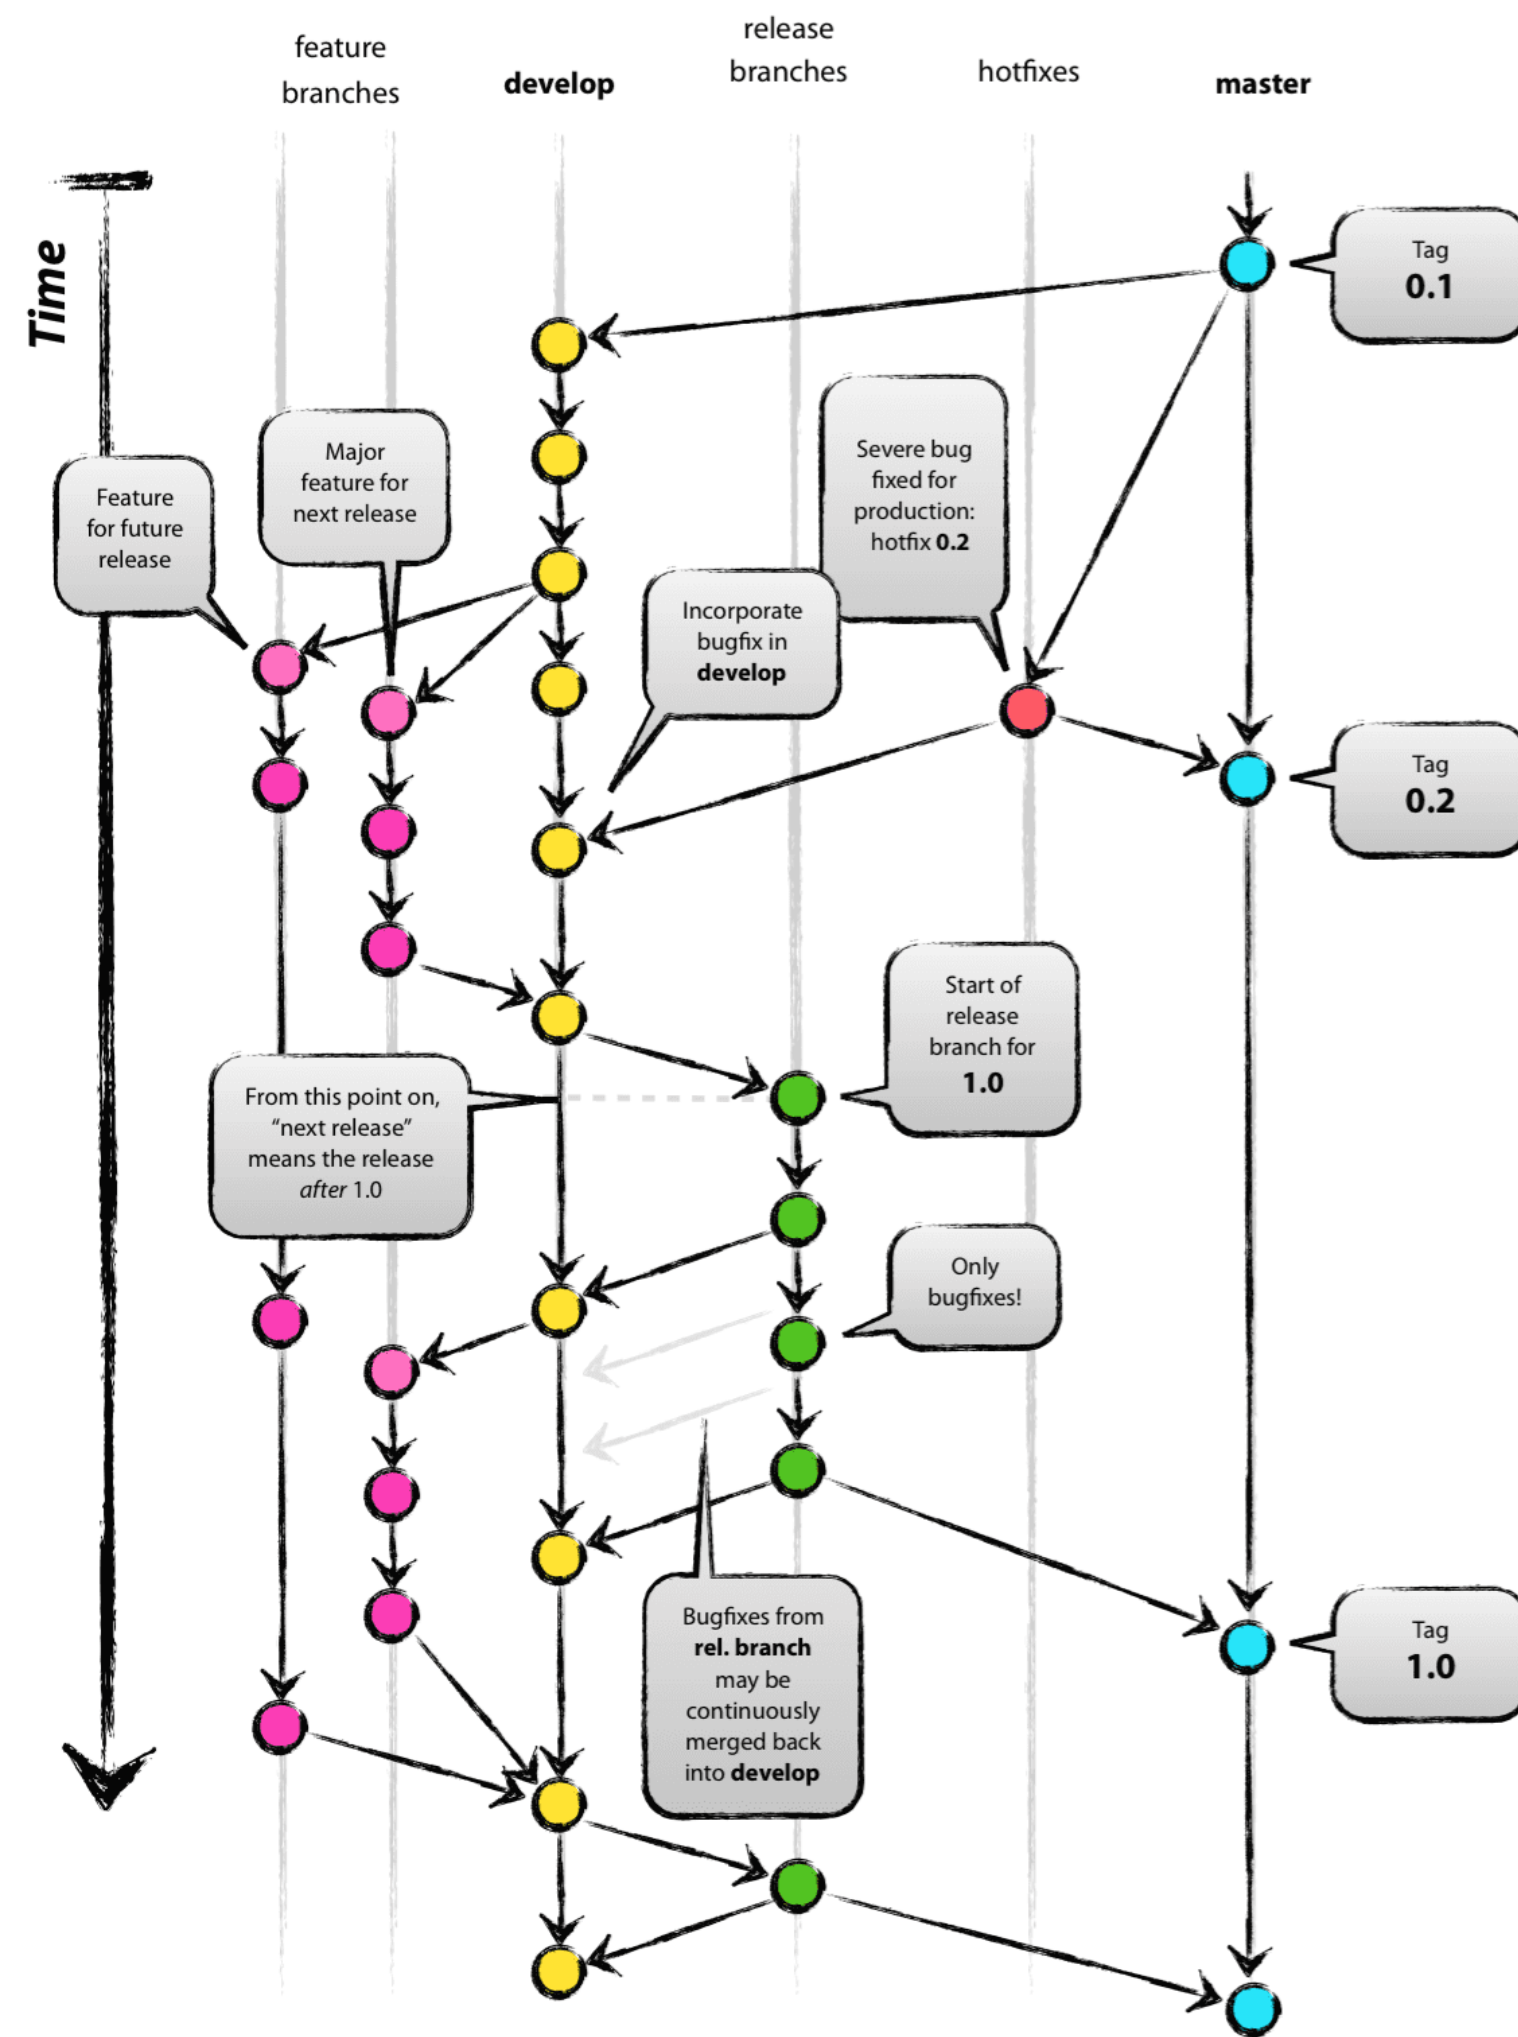 feature
branches
develop
release
branches
hotfixes
master
Time
Tag
0.1
Major
feature for
next release
Feature
for future
release
Severe bug
fixed for
production:
hotfix 0.2
Incorporate
bugfix in
develop
Tag
0.2
Start of
release
branch for
1.0
From this point on,
“next release”
means the release
after 1.0
Only
bugfixes!
Bugfixes from
rel. branch
may be
continuously
merged back
into develop
Tag
1.0